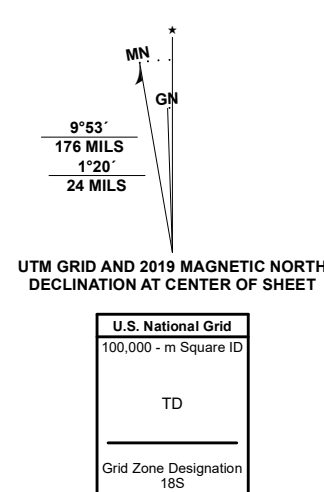 ★
MN
GN
9°53´
176 MILS
1°20´
24 MILS
UTM GRID AND 2019 MAGNETIC NORTH
DECLINATION AT CENTER OF SHEET
U.S. National Grid
100,000 - m Square ID
TD
Grid Zone Designation
18S